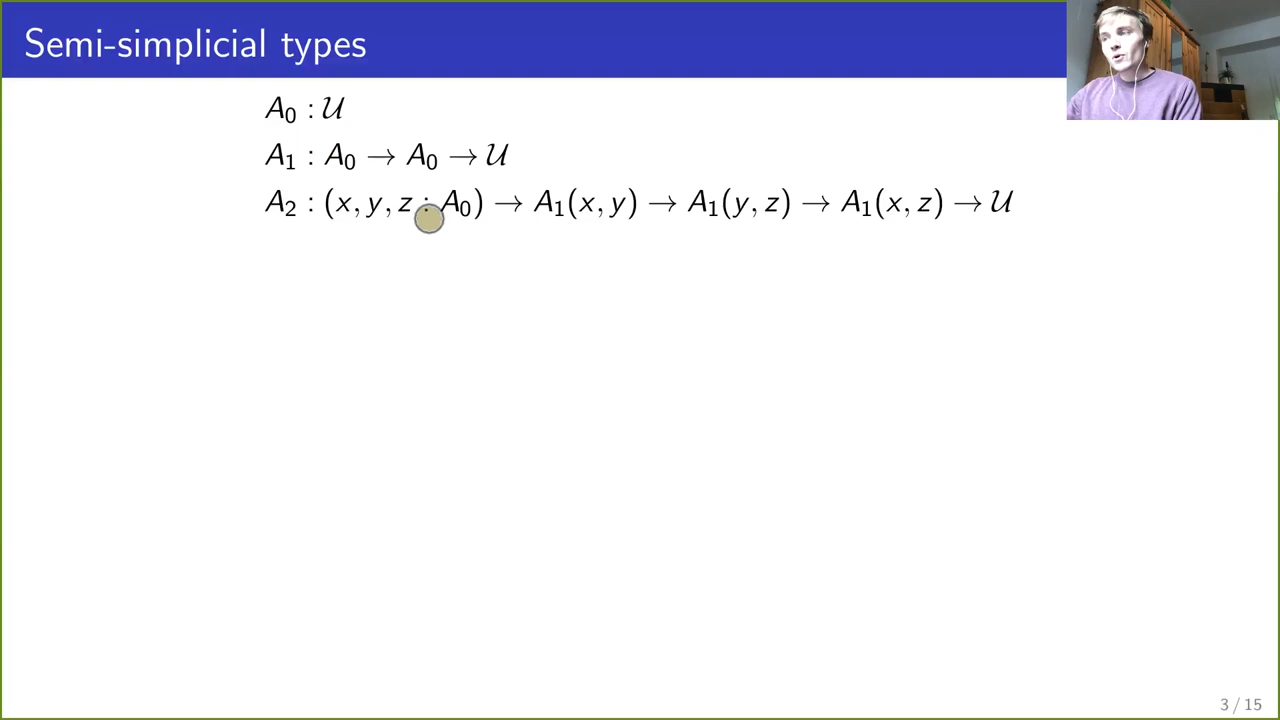 Semi-simplicial types
A₀ : 𝒰
A₁ : A₀ → A₀ → 𝒰
A₂ : (x, y, z : A₀) → A₁(x, y) → A₁(y, z) → A₁(x, z) → 𝒰
3 / 15